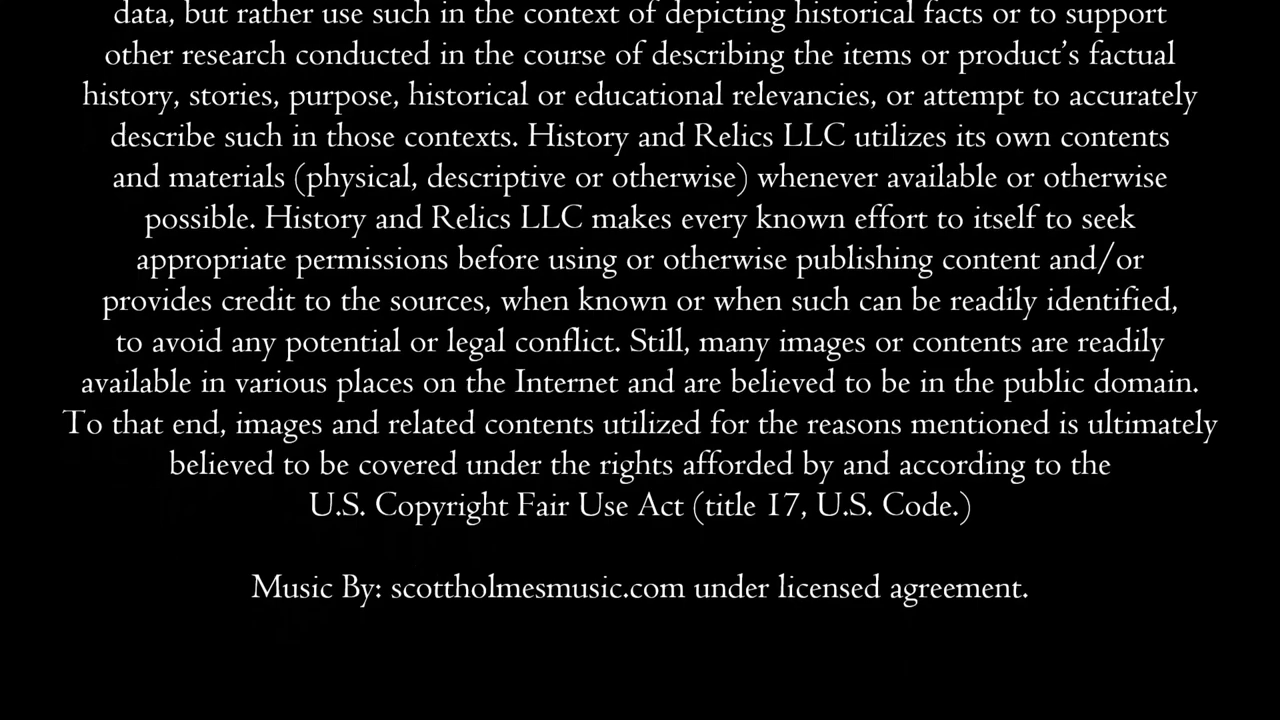 data, but rather use such in the context of depicting historical facts or to support
other research conducted in the course of describing the items or product's factual
history, stories, purpose, historical or educational relevancies, or attempt to accurately
describe such in those contexts. History and Relics LLC utilizes its own contents
and materials (physical, descriptive or otherwise) whenever available or otherwise
possible. History and Relics LLC makes every known effort to itself to seek
appropriate permissions before using or otherwise publishing content and/or
provides credit to the sources, when known or when such can be readily identified,
to avoid any potential or legal conflict. Still, many images or contents are readily
available in various places on the Internet and are believed to be in the public domain.
To that end, images and related contents utilized for the reasons mentioned is ultimately
believed to be covered under the rights afforded by and according to the
U.S. Copyright Fair Use Act (title 17, U.S. Code.)
Music By: scottholmesmusic.com under licensed agreement.